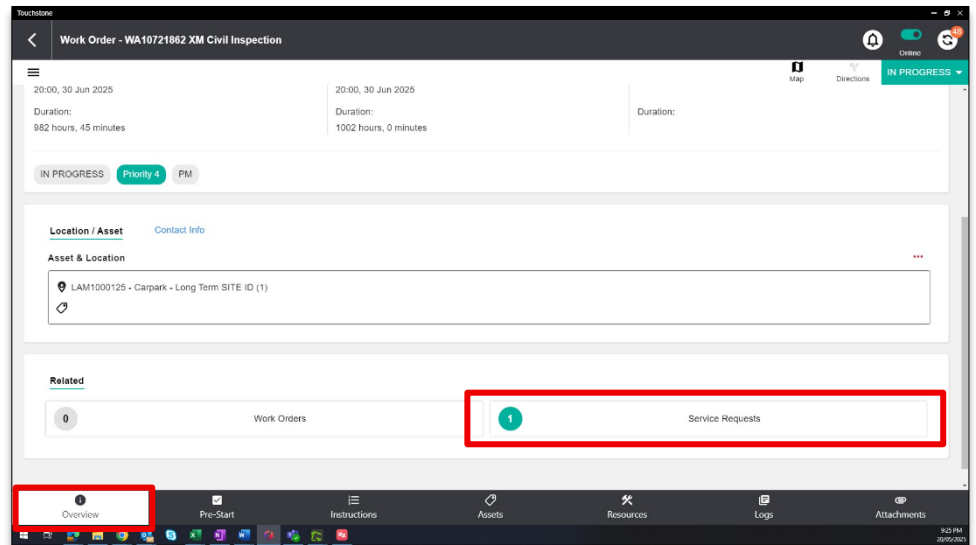 Touchstone
Work Order - WA10721862 XM Civil Inspection
48
Online
Map
Directions
IN PROGRESS
20:00, 30 Jun 2025
20:00, 30 Jun 2025
Duration:
Duration:
Duration:
982 hours, 45 minutes
1002 hours, 0 minutes
IN PROGRESS
Priority 4
PM
Location / Asset
Contact Info
Asset & Location
LAM1000125 - Carpark - Long Term SITE ID (1)
Related
0
Work Orders
1
Service Requests
Overview
Pre-Start
Instructions
Assets
Resources
Logs
Attachments
9:25 PM
20/05/2025